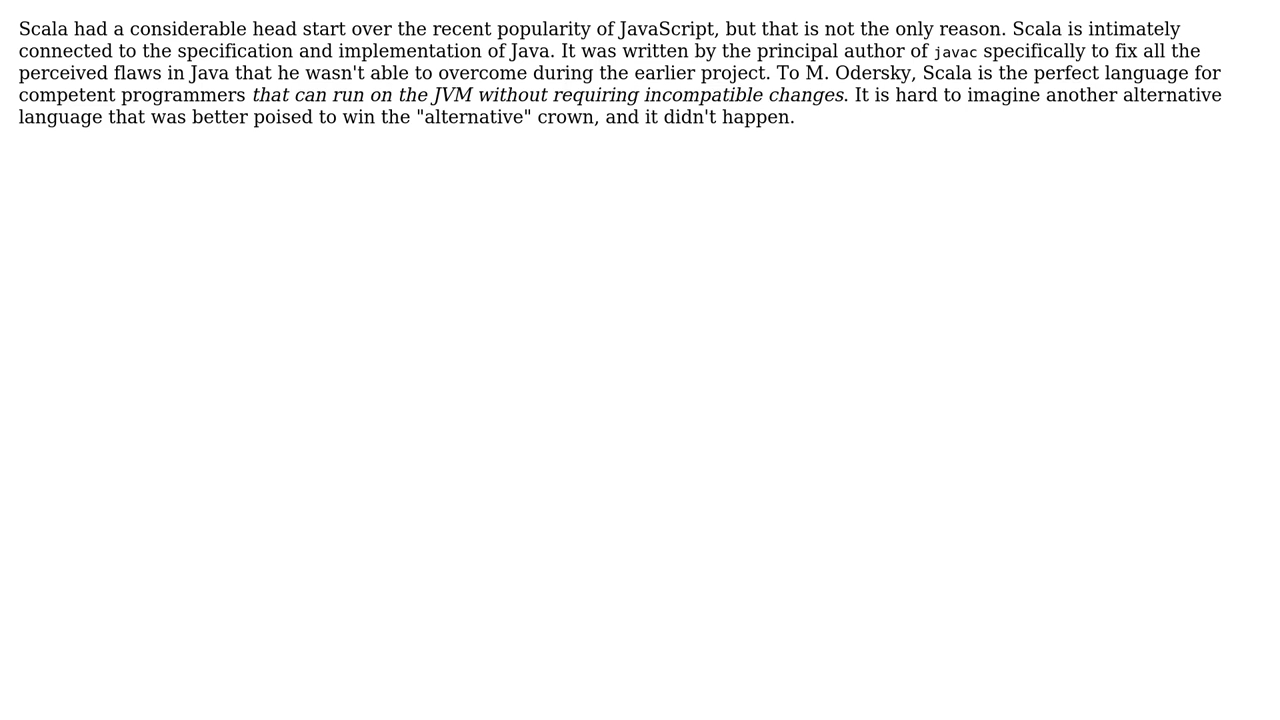 Scala had a considerable head start over the recent popularity of JavaScript, but that is not the only reason. Scala is intimately
connected to the specification and implementation of Java. It was written by the principal author of javac specifically to fix all the
perceived flaws in Java that he wasn't able to overcome during the earlier project. To M. Odersky, Scala is the perfect language for
competent programmers that can run on the JVM without requiring incompatible changes. It is hard to imagine another alternative
language that was better poised to win the "alternative" crown, and it didn't happen.